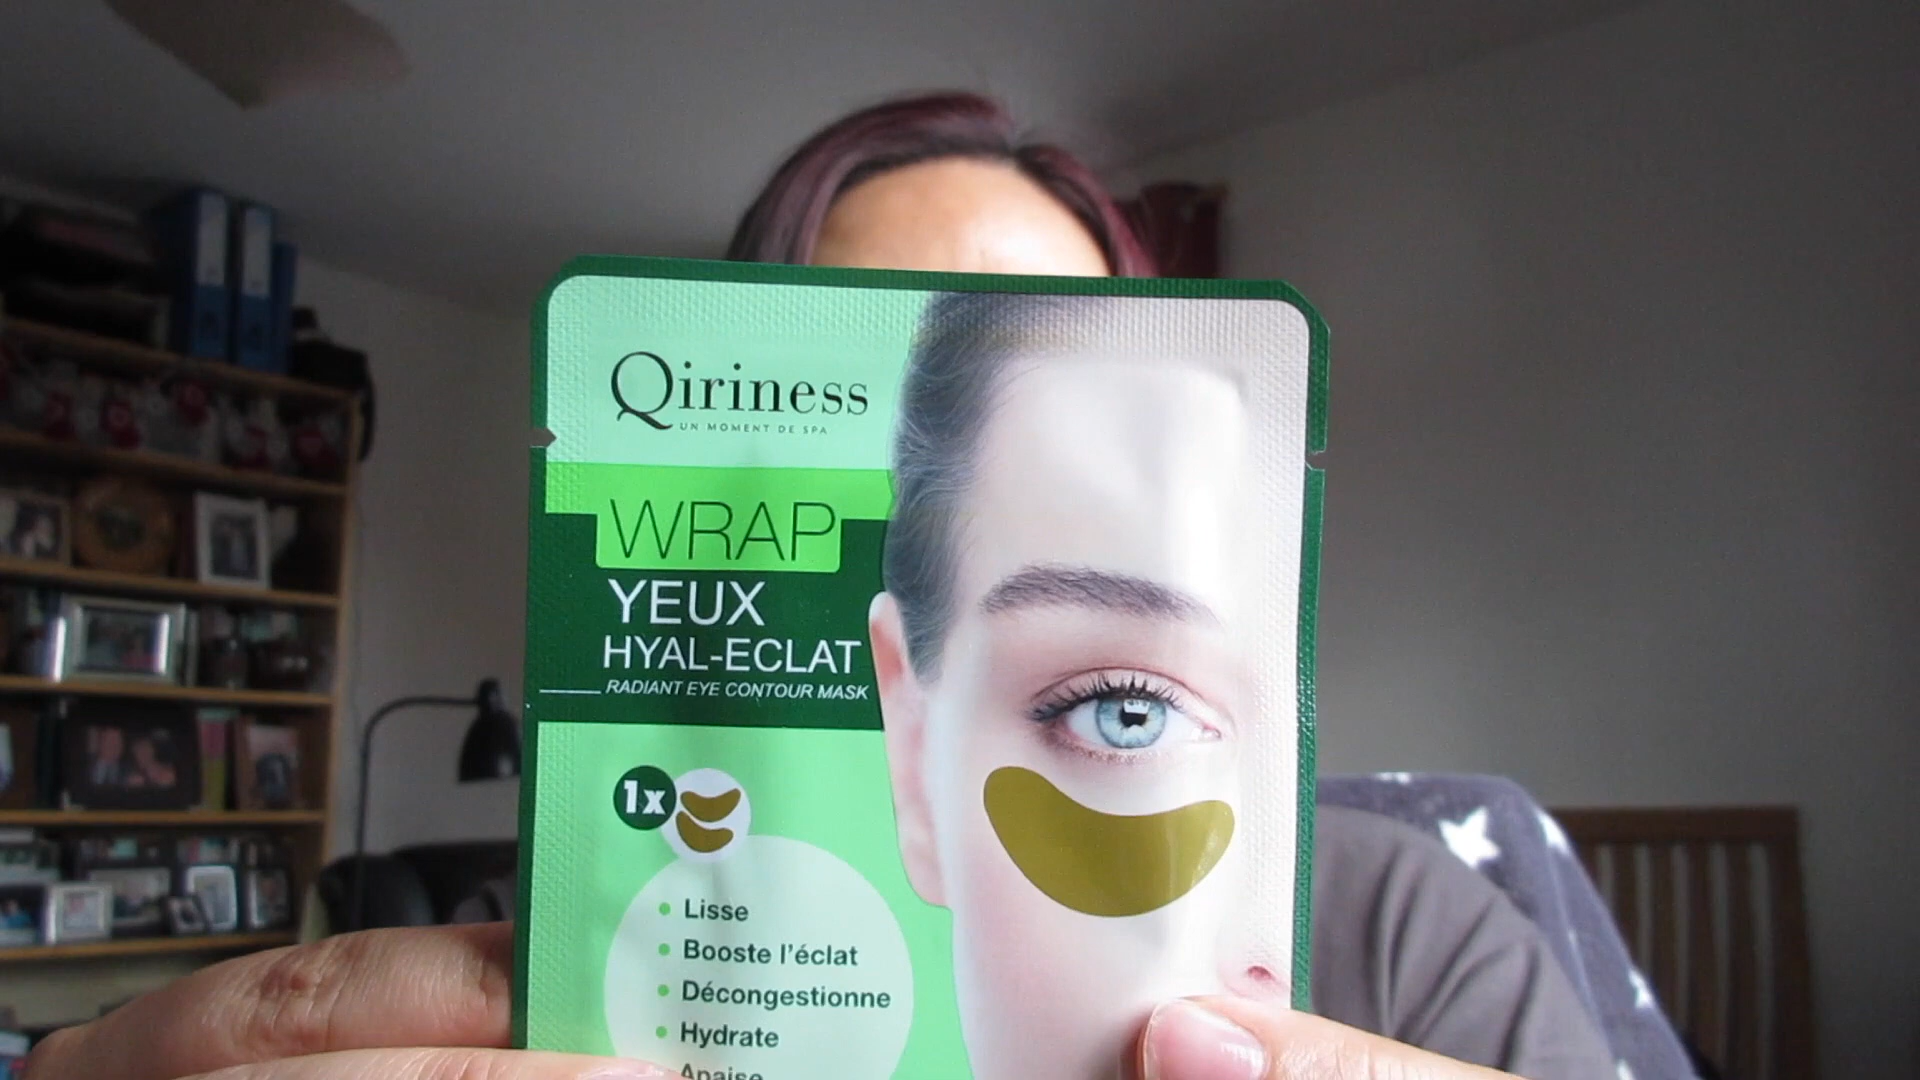 Qiriness
UN MOMENT DE SPA
WRAP
YEUX
HYAL-ECLAT
RADIANT EYE CONTOUR MASK
1x
Lisse
Booste l'éclat
Décongestionne
Hydrate
Apaise